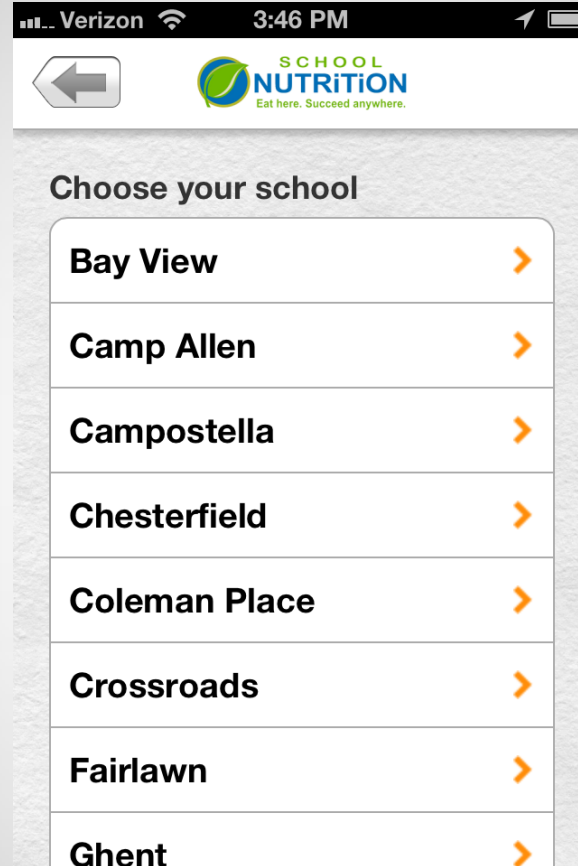 Verizon 3:46 PM
SCHOOL
NUTRiTiON
Eat here. Succeed anywhere.
Choose your school
Bay View
Camp Allen
Campostella
Chesterfield
Coleman Place
Crossroads
Fairlawn
Ghent